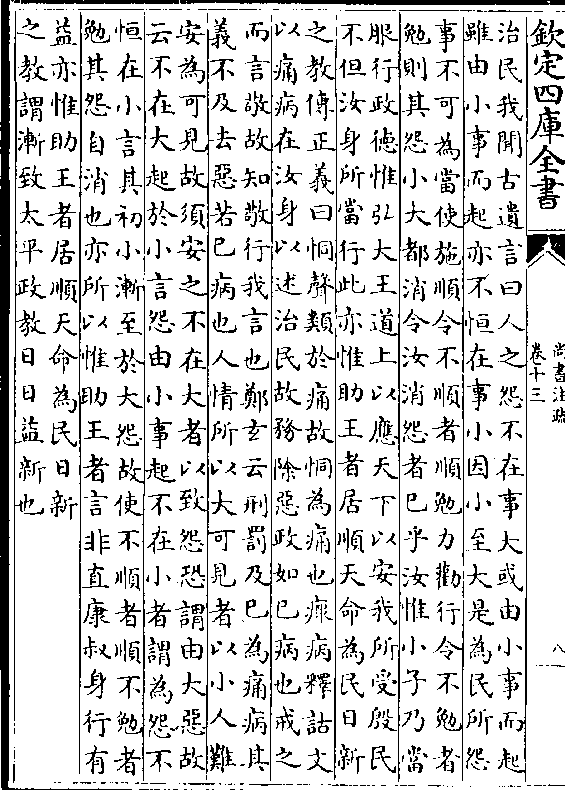 欽定四庫全書
尚書注疏
卷十三
八
治民我聞古遺言曰人之怨不在事大或由小事而起
雖由小事而起亦不恒在事小因小至大是為民所怨
事不可為當使施順令不順者順勉力勸行令不勉者
勉則其怨小大都消令汝消怨者已乎汝惟小子乃當
服行政德惟弘大王道上以應天下以安我所受殷民
不但汝身所當行此亦惟助王者居順天命為民日新
之教傳正義曰恫聲類於痛故恫為痛也瘝病釋詁文
以痛病在汝身以述治民故務除惡政如已病也戒之
而言敬故知敬行我言也鄭玄云刑罰及已為痛病其
義不及去惡若已病也人情所以大可見者以小人難
安為可見故須安之不在大者以致怨恐謂由大惡故
云不在大起於小言怨由小事起不在小者謂為怨不
恒在小言其初小漸至於大怨故使不順者順不勉者
勉其怨自消也亦所以惟助王者言非直康叔身行有
益亦惟助王者居順天命為民日新
之教謂漸致太平政教日日益新也